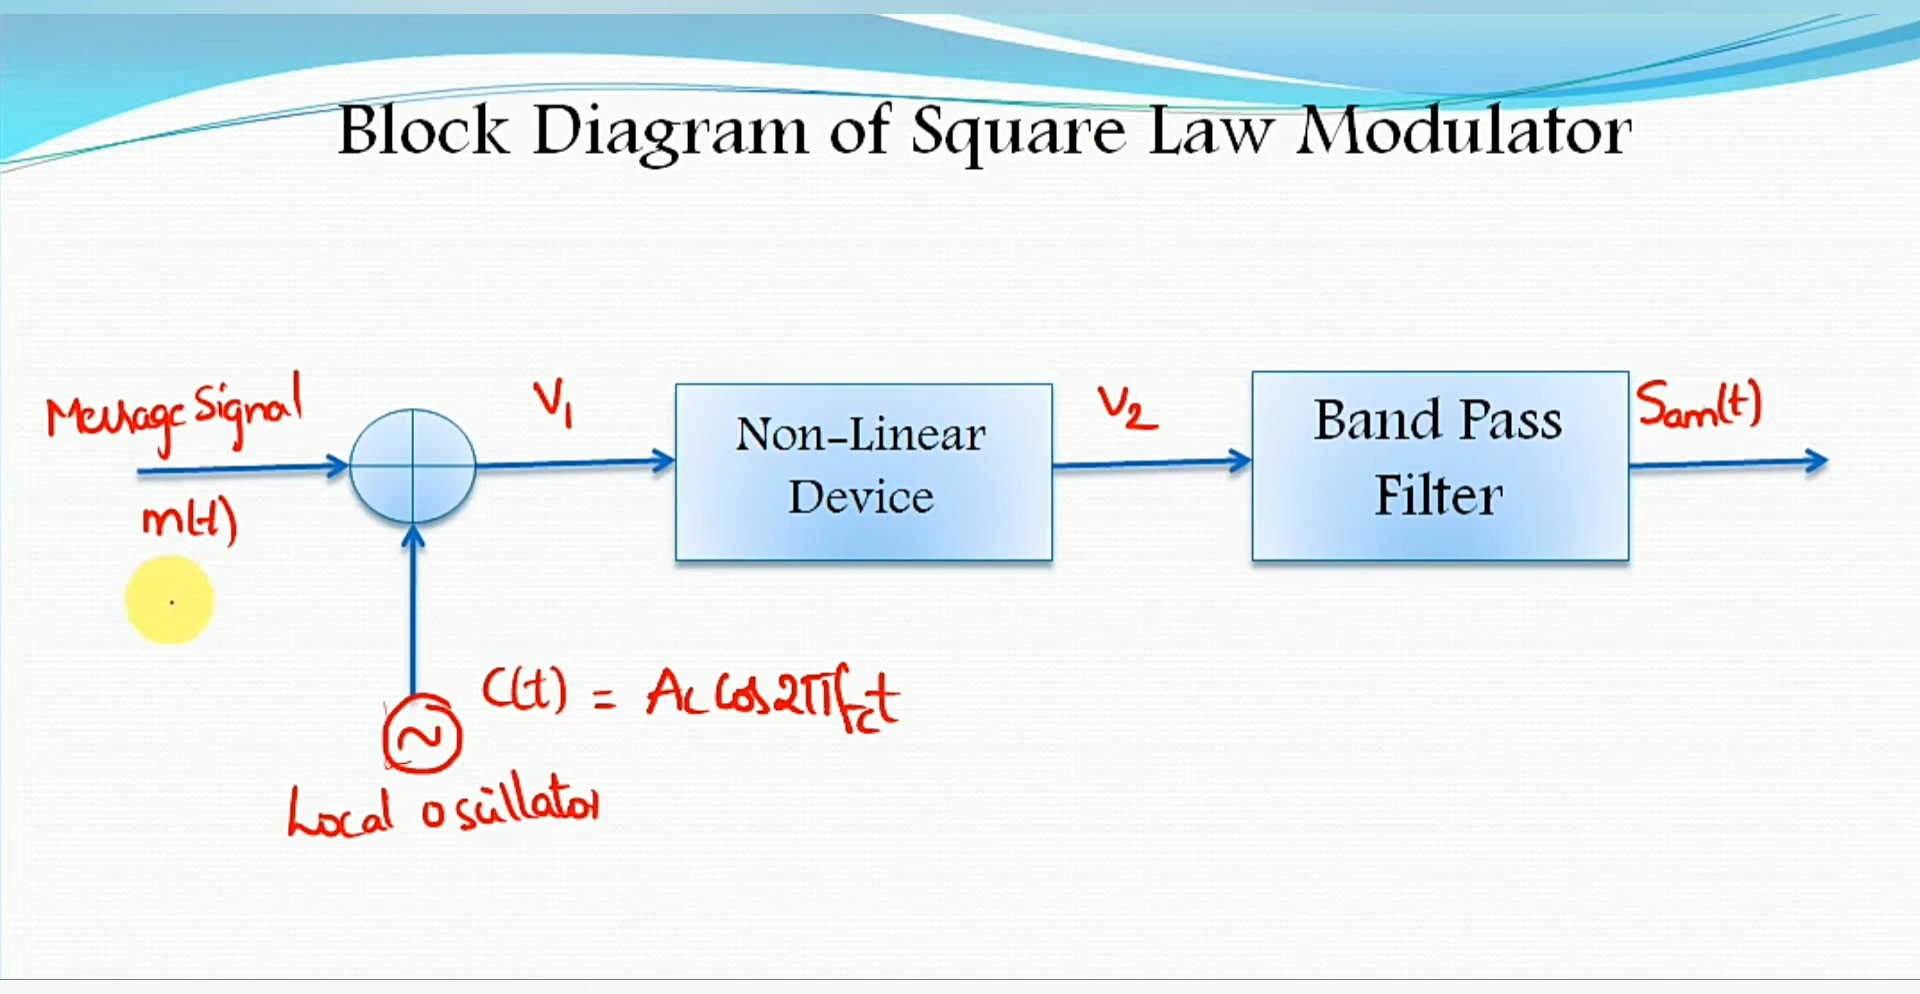 Block Diagram of Square Law Modulator
Message Signal
m(t)
V1
Non-Linear
Device
V2
Band Pass
Filter
Sam(t)
C(t) = Ac Cos2πfct
Local oscillator